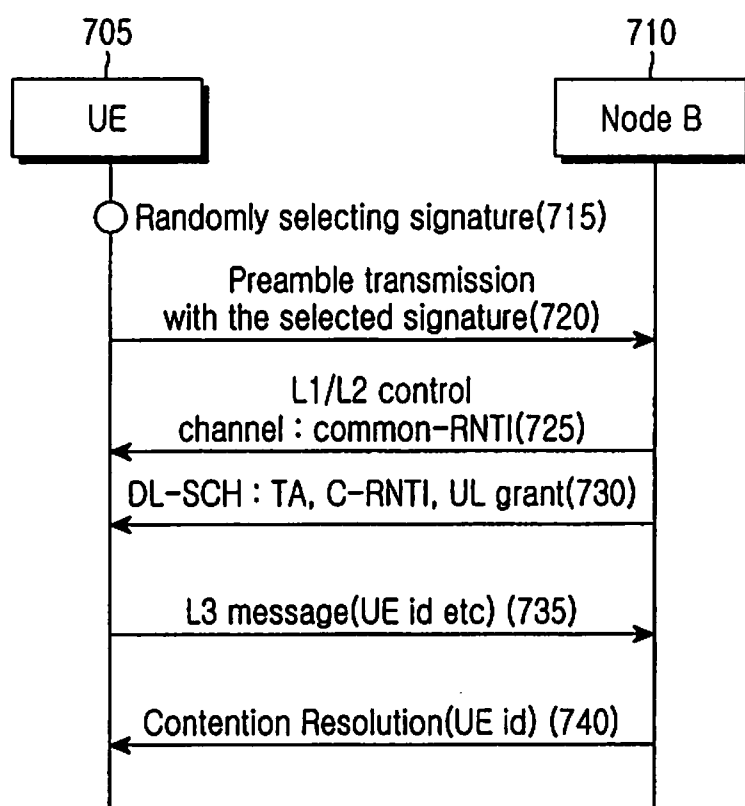 705
710
UE
Node B
Randomly selecting signature(715)
Preamble transmission
with the selected signature(720)
L1/L2 control
channel : common-RNTI(725)
DL-SCH : TA, C-RNTI, UL grant(730)
L3 message(UE id etc) (735)
Contention Resolution(UE id) (740)